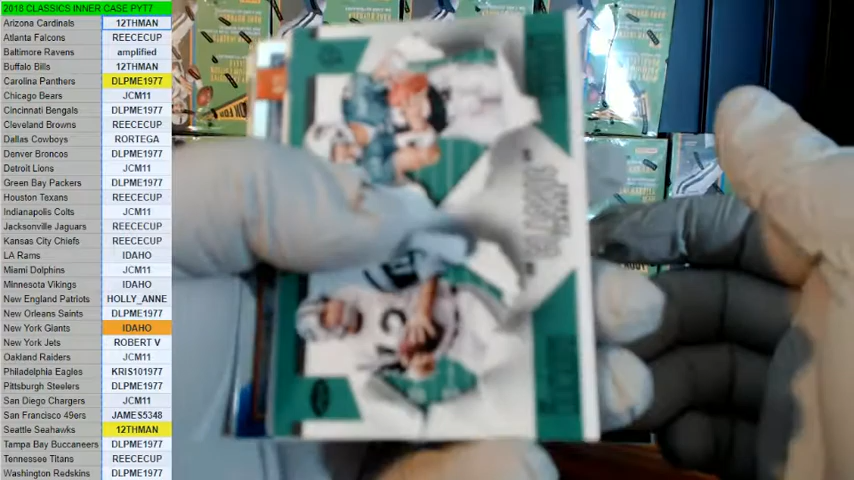 2018 CLASSICS INNER CASE PYT7
Arizona Cardinals 12THMAN
Atlanta Falcons REECECUP
Baltimore Ravens amplified
Buffalo Bills 12THMAN
Carolina Panthers DLPME1977
Chicago Bears JCM11
Cincinnati Bengals DLPME1977
Cleveland Browns REECECUP
Dallas Cowboys RORTEGA
Denver Broncos DLPME1977
Detroit Lions JCM11
Green Bay Packers DLPME1977
Houston Texans REECECUP
Indianapolis Colts JCM11
Jacksonville Jaguars REECECUP
Kansas City Chiefs REECECUP
LA Rams IDAHO
Miami Dolphins JCM11
Minnesota Vikings IDAHO
New England Patriots HOLLY_ANNE
New Orleans Saints DLPME1977
New York Giants IDAHO
New York Jets ROBERT V
Oakland Raiders JCM11
Philadelphia Eagles KRIS101977
Pittsburgh Steelers DLPME1977
San Diego Chargers JCM11
San Francisco 49ers JAMES5348
Seattle Seahawks 12THMAN
Tampa Bay Buccaneers DLPME1977
Tennessee Titans REECECUP
Washington Redskins DLPME1977